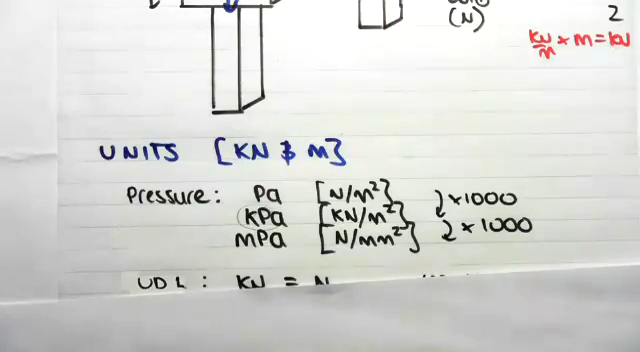 (N)
2
KN/m × m = KN
UNITS [KN & M]
Pressure: Pa [N/m²]
×1000
kPa [KN/m²]
×1000
mPa [N/mm²]
UDL: KN = N